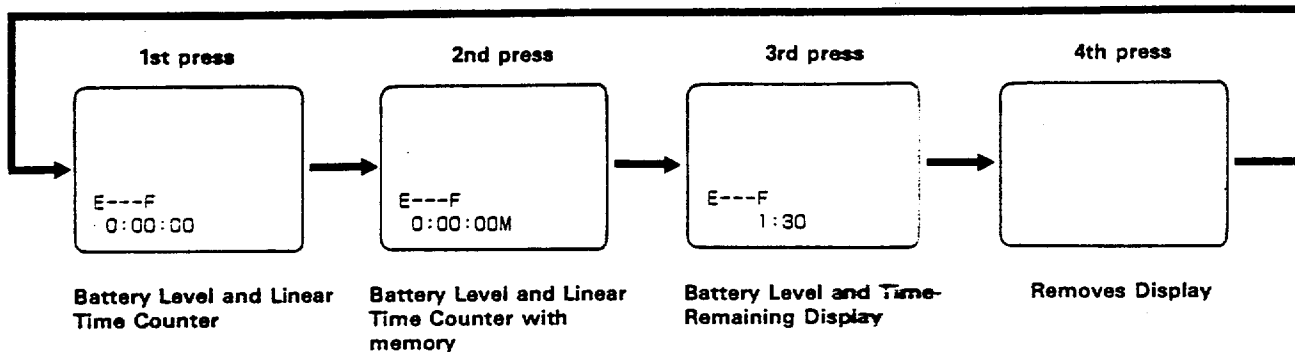 1st press
2nd press
3rd press
4th press
E---F
0:00:00
E---F
0:00:00M
E---F
1:30
Battery Level and Linear
Time Counter
Battery Level and Linear
Time Counter with
memory
Battery Level and Time-
Remaining Display
Removes Display